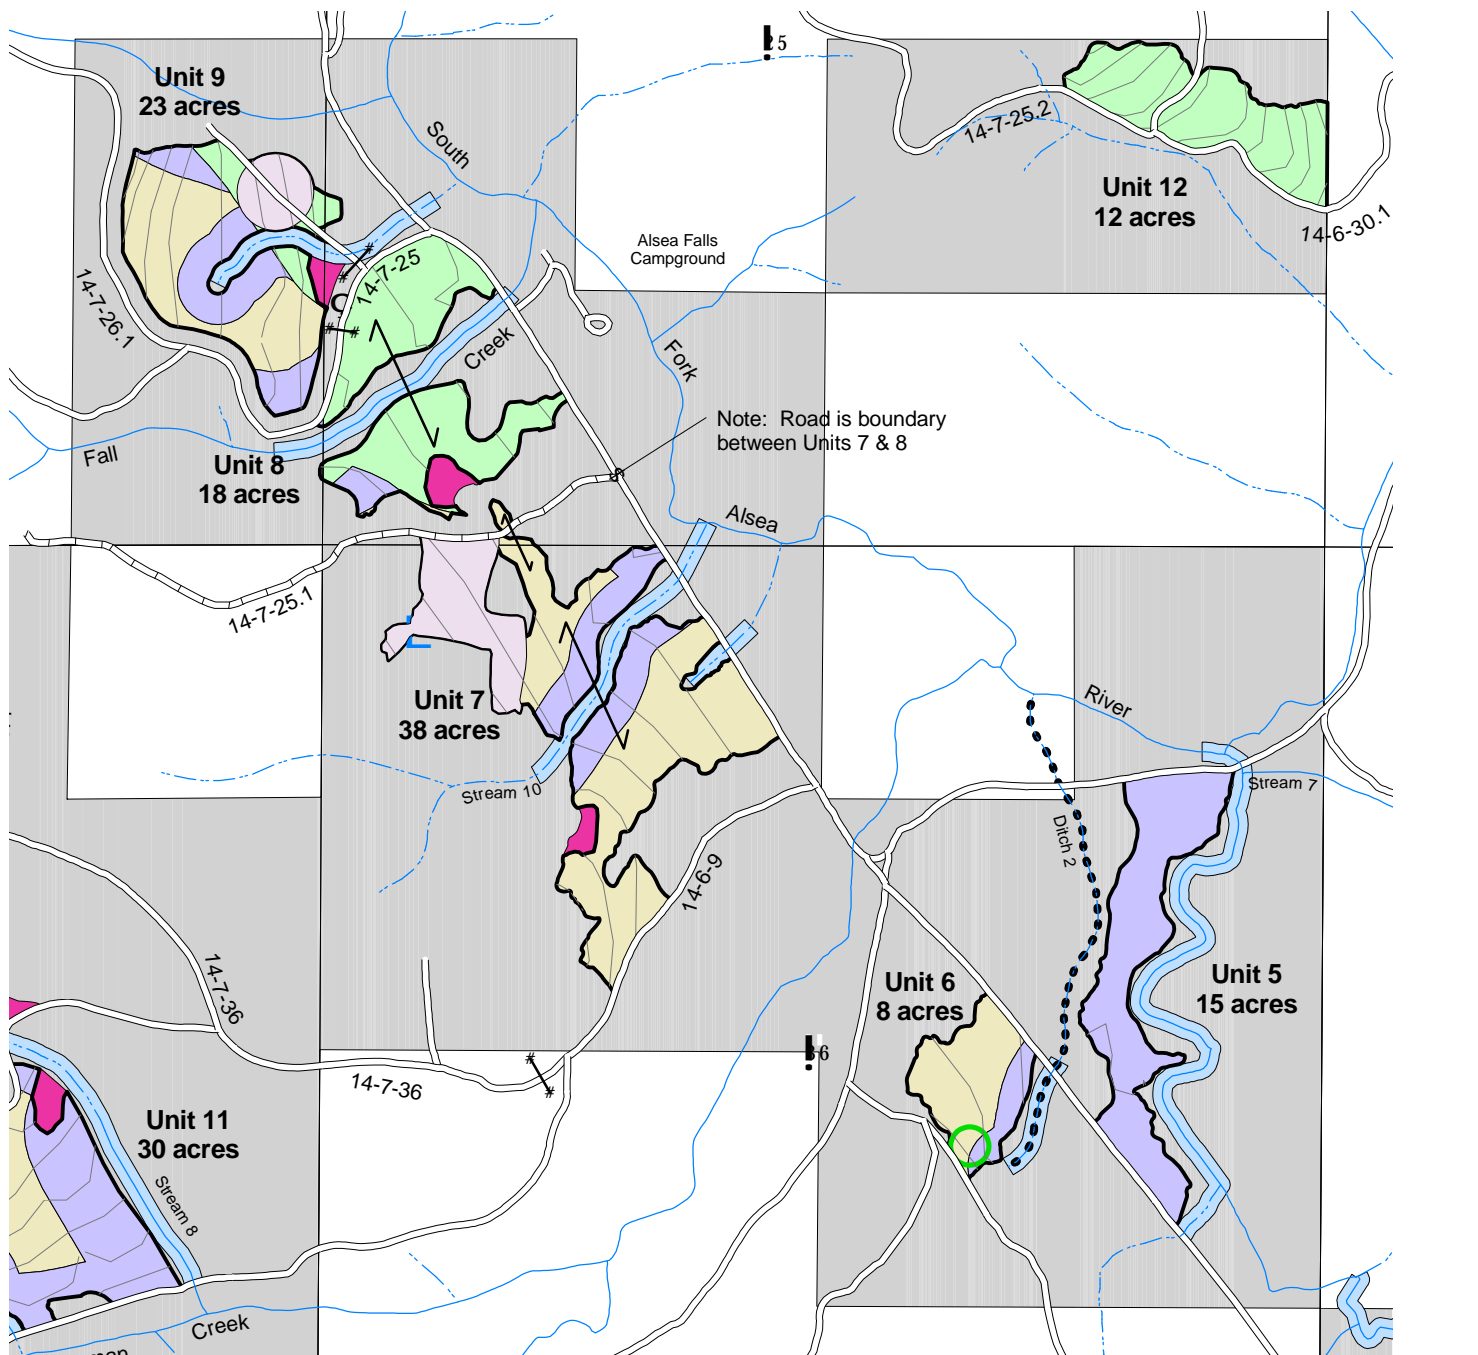 25
Unit 9
23 acres
South
14-7-25.2
Unit 12
12 acres
14-6-30.1
Alsea Falls
Campground
14-7-25
14-7-26.1
Creek
Fork
Note: Road is boundary
between Units 7 & 8
Fall
Unit 8
18 acres
Alsea
14-7-25.1
Unit 7
38 acres
River
Stream 10
Stream 7
Ditch 2
14-6-9
14-7-36
Unit 6
8 acres
Unit 5
15 acres
36
14-7-36
Unit 11
30 acres
Stream 8
Creek